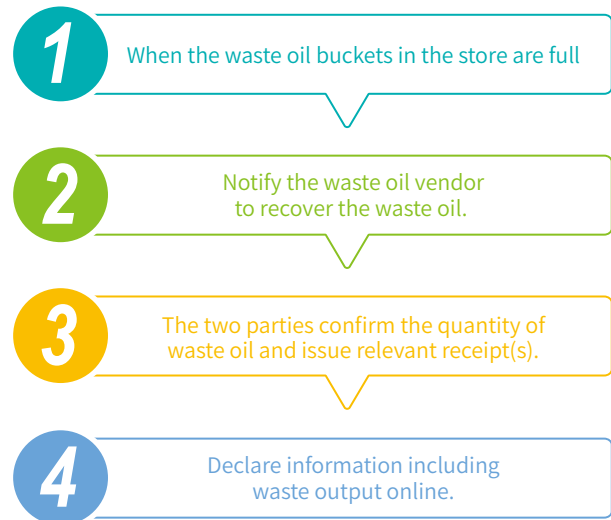 1
When the waste oil buckets in the store are full
2
Notify the waste oil vendor
to recover the waste oil.
3
The two parties confirm the quantity of
waste oil and issue relevant receipt(s).
4
Declare information including
waste output online.